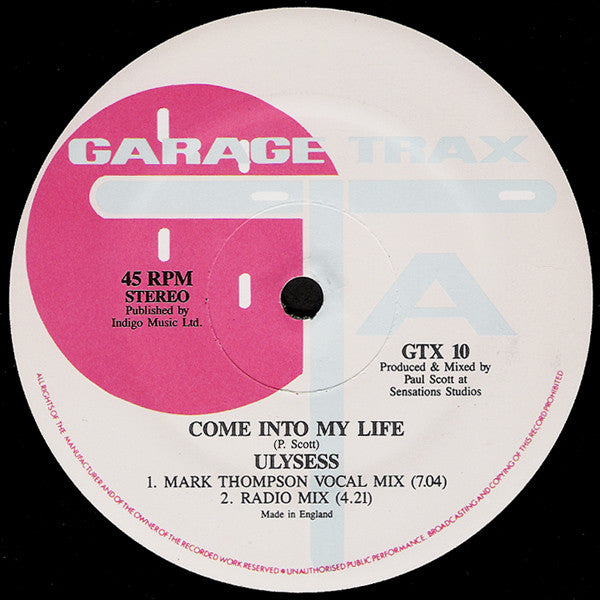 GARAGE TRAX
A
45 RPM
STEREO
Published by
Indigo Music Ltd.
GTX 10
Produced & Mixed by
Paul Scott at
Sensations Studios
COME INTO MY LIFE
(P. Scott)
ULYSESS
1. MARK THOMPSON VOCAL MIX (7.04)
2. RADIO MIX (4.21)
Made in England
ALL RIGHTS OF THE MANUFACTURER AND OF THE OWNER OF THE RECORDED WORK RESERVED • UNAUTHORISED PUBLIC PERFORMANCE, BROADCASTING AND COPYING OF THIS RECORD PROHIBITED